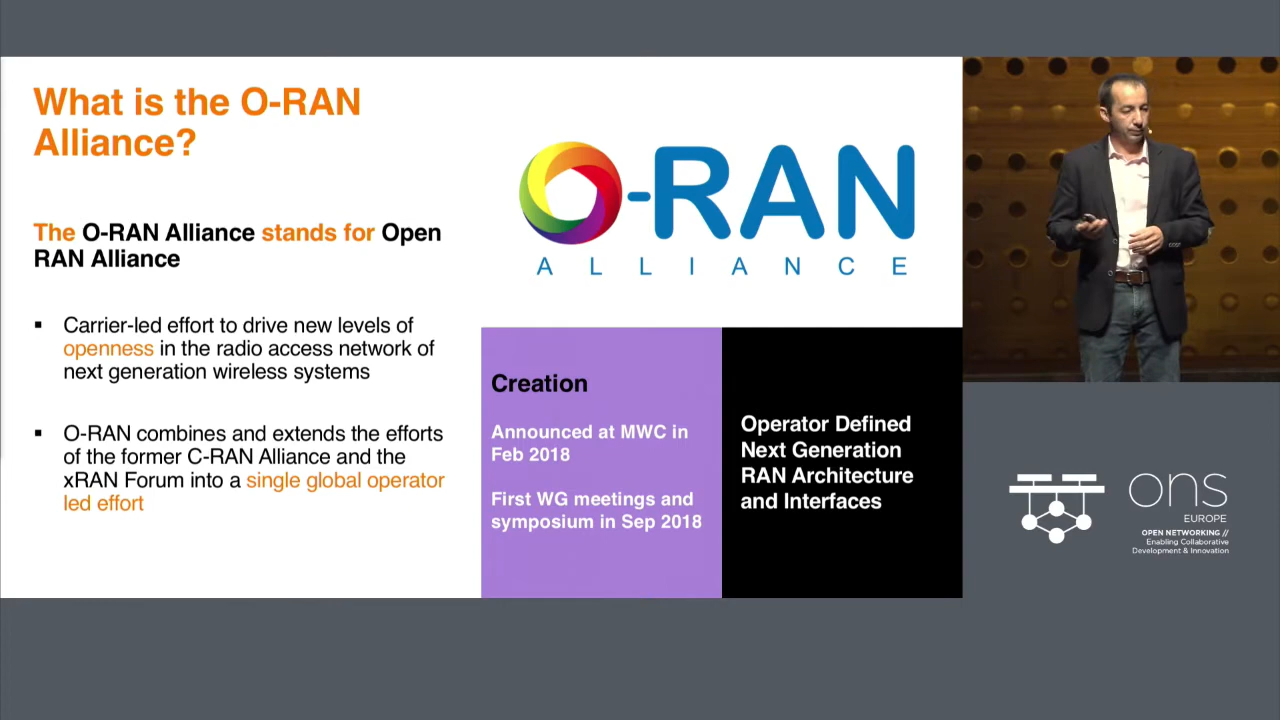 What is the O-RAN
Alliance?
The O-RAN Alliance stands for Open
RAN Alliance
▪ Carrier-led effort to drive new levels of
openness in the radio access network of
next generation wireless systems
▪ O-RAN combines and extends the efforts
of the former C-RAN Alliance and the
xRAN Forum into a single global operator
led effort
O-RAN
ALLIANCE
Creation
Announced at MWC in
Feb 2018
First WG meetings and
symposium in Sep 2018
Operator Defined
Next Generation
RAN Architecture
and Interfaces
ons
EUROPE
OPEN NETWORKING //
Enabling Collaborative
Development & Innovation